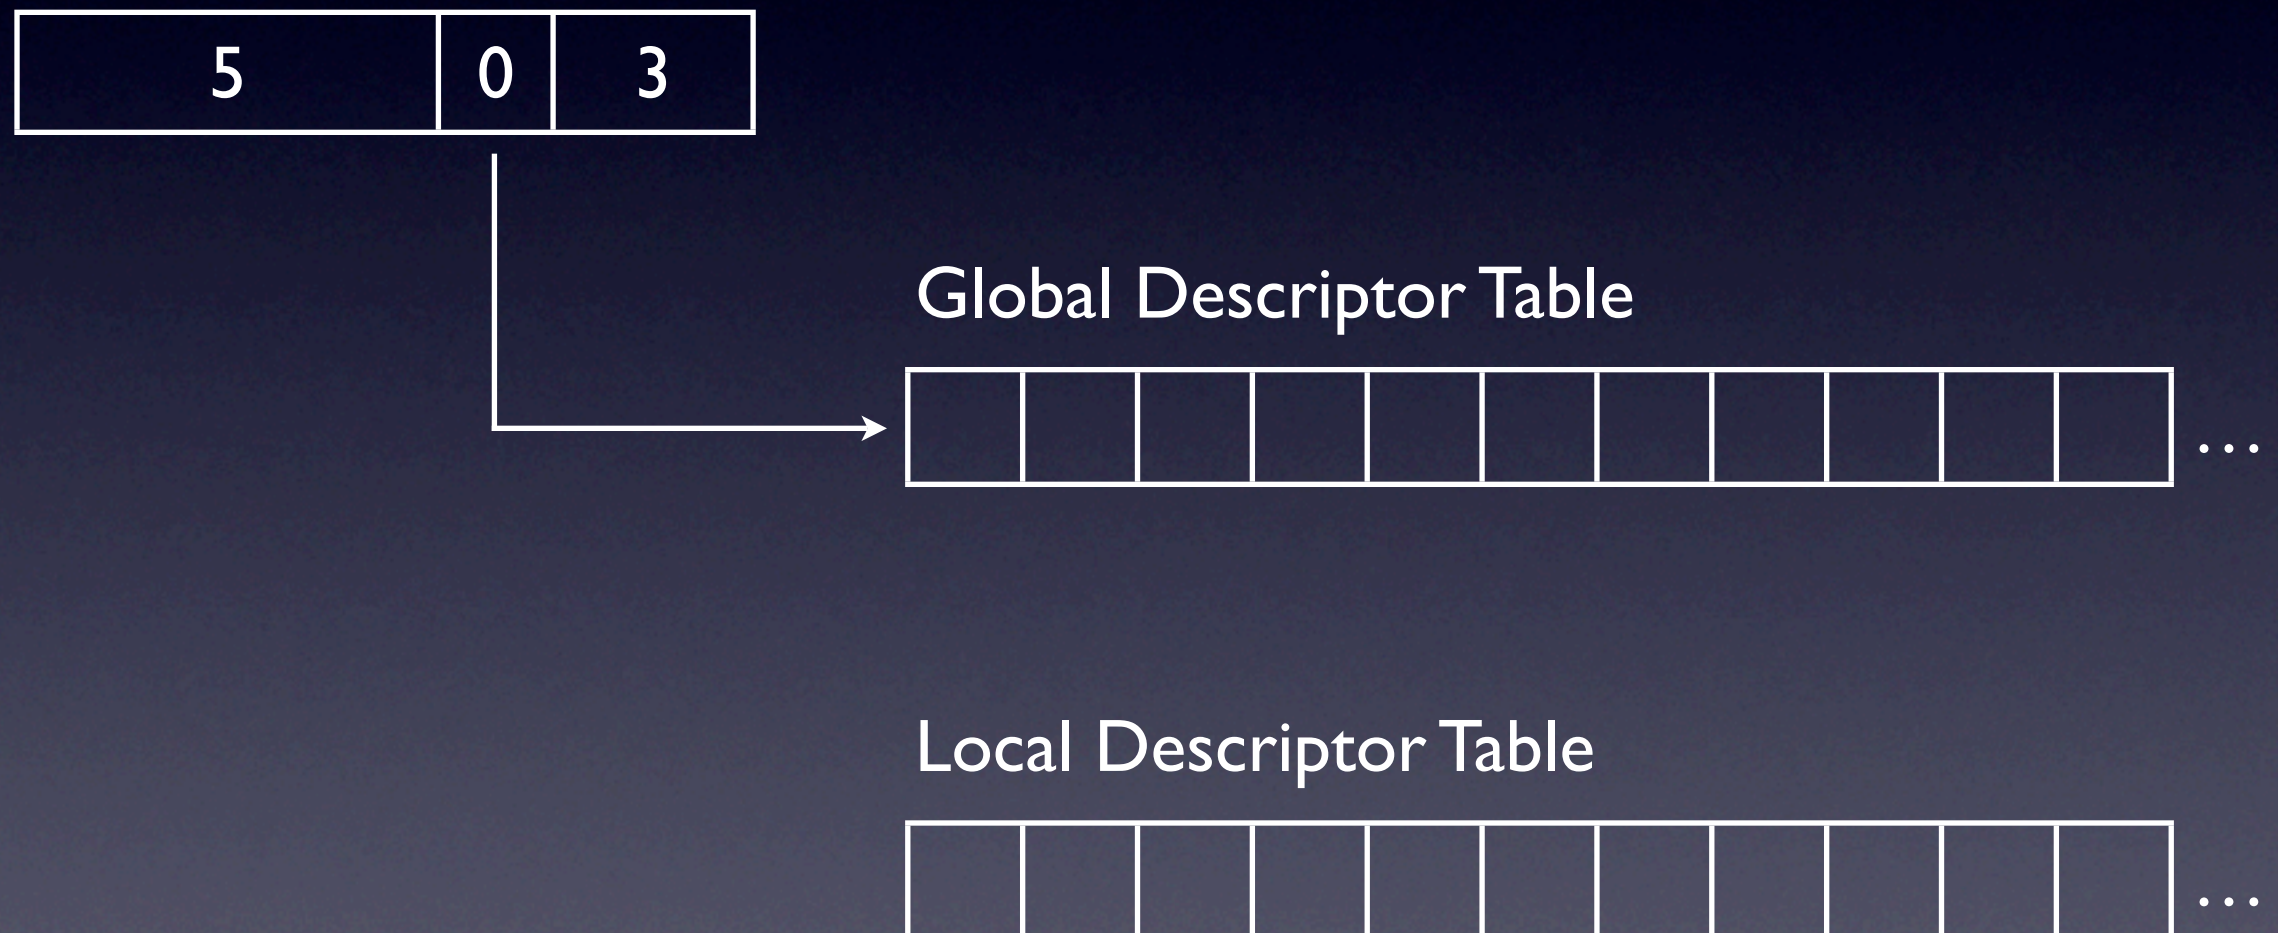 5 0 3
Global Descriptor Table
...
Local Descriptor Table
...